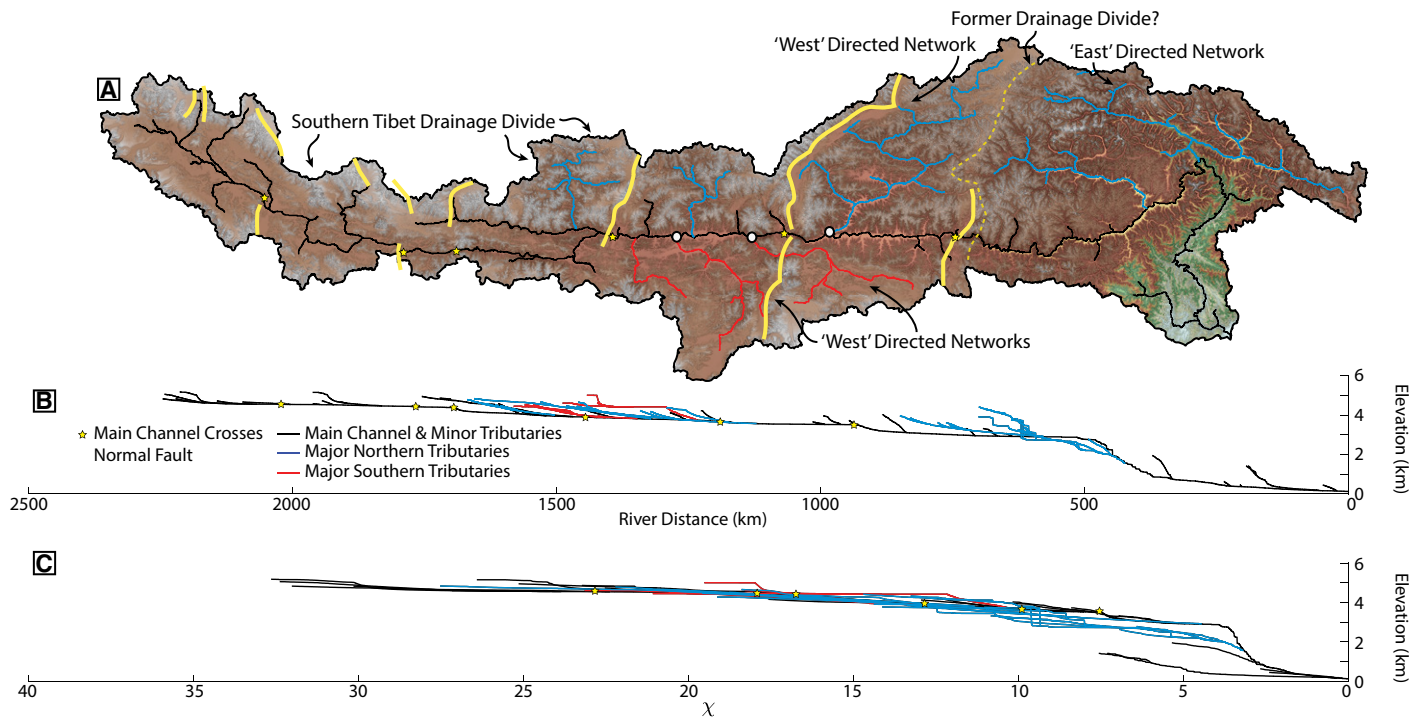 Former Drainage Divide?
'West' Directed Network
'East' Directed Network
A
Southern Tibet Drainage Divide
'West' Directed Networks
B
6
4
2
0
Elevation (km)
Main Channel Crosses
Normal Fault
Main Channel & Minor Tributaries
Major Northern Tributaries
Major Southern Tributaries
2500 2000 1500 1000 500 0
River Distance (km)
C
6
4
2
0
Elevation (km)
40 35 30 25 20 15 10 5 0
χ